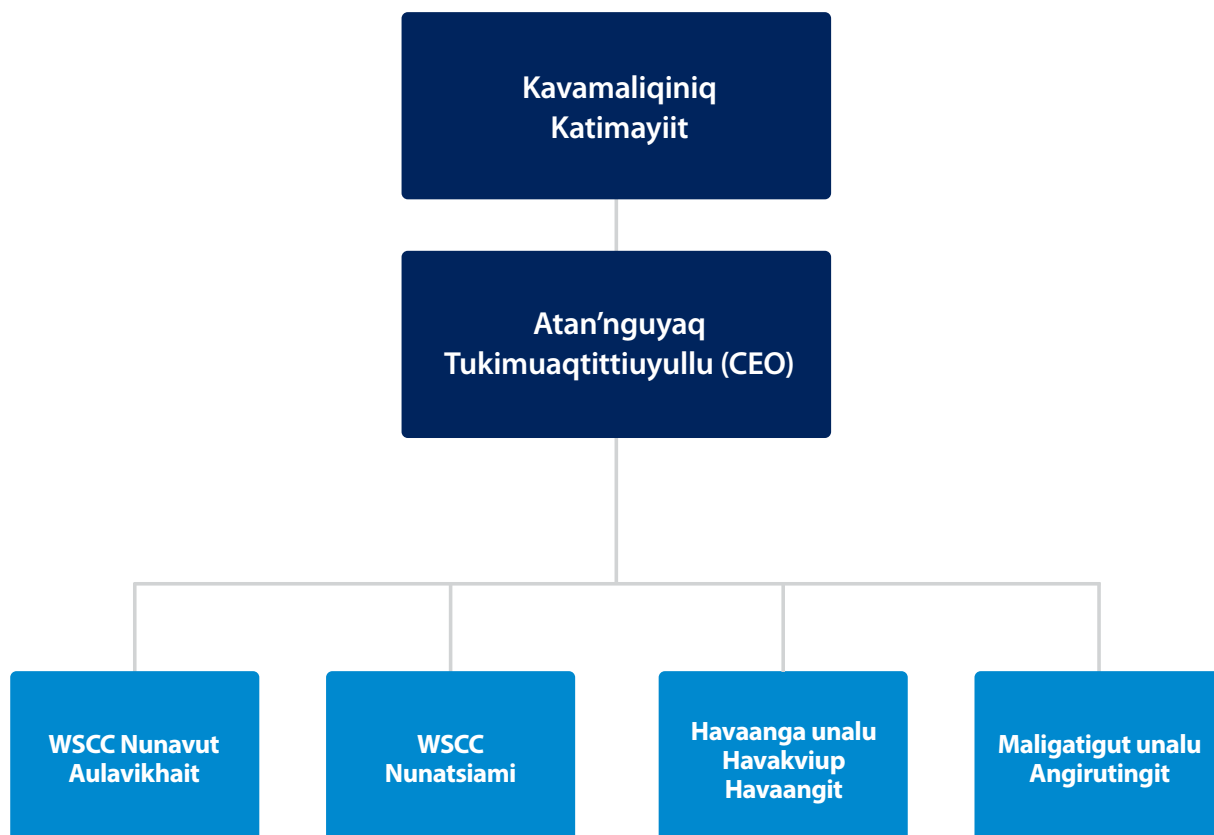 Kavamaliqiniq
Katimayiit
Atan’nguyaq
Tukimuaqtittiuyullu (CEO)
WSCC Nunavut
Aulavikhait
WSCC
Nunatsiami
Havaanga unalu
Havakviup
Havaangit
Maligatigut unalu
Angirutingit